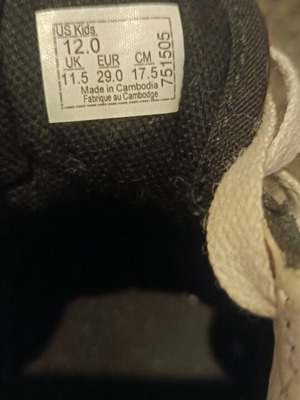 US Kids
12.0
UK EUR CM
11.5 29.0 17.5
Made in Cambodia
Fabrique au Cambodge
751505